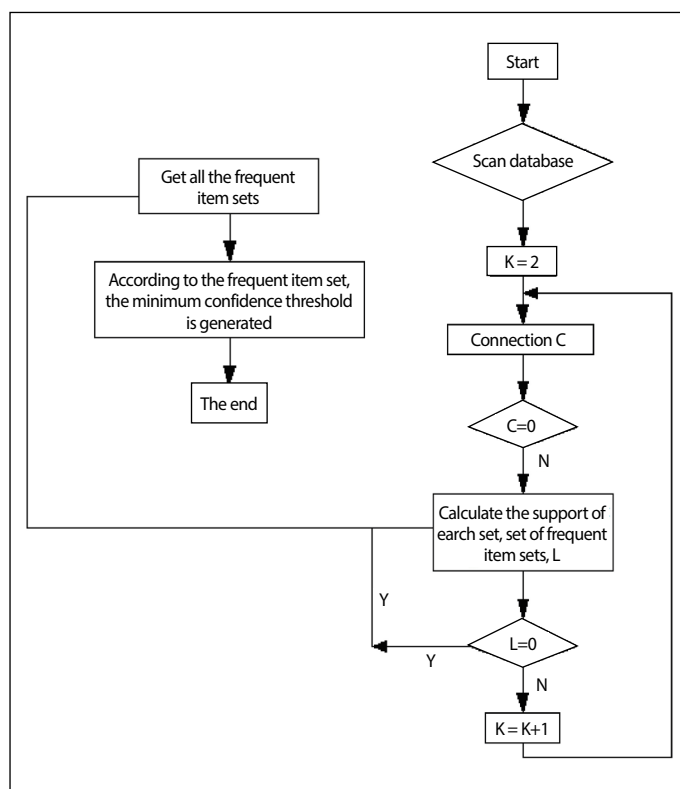 Start
Scan database
K = 2
Connection C
C=0
N
Calculate the support of
earch set, set of frequent
item sets, L
Y
L=0
Y
N
K = K+1
Get all the frequent
item sets
According to the frequent item set,
the minimum confidence threshold
is generated
The end